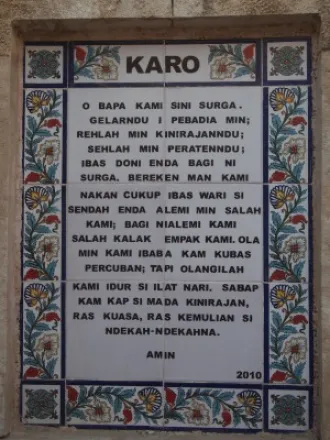 KARO
O BAPA KAMI SINI SURGA.
GELARNDU I PEBADIA MIN;
REHLAH MIN KINIRAJANNDU;
SEHLAH MIN PERATENNDU;
IBAS DONI ENDA BAGI NI
SURGA. BEREKEN MAN KAMI
NAKAN CUKUP IBAS WARI SI
SENDAH ENDA ALEMI MIN SALAH
KAMI; BAGI NIALEMI KAMI
SALAH KALAK EMPAK KAMI. OLA
MIN KAMI IBABA KAM KUBAS
PERCUBAN; TAPI OLANGILAH
KAMI IDUR SI ILAT NARI. SABAP
KAM KAP SI MADA KINIRAJAN,
RAS KUASA, RAS KEMULIAN SI
NDEKAH-NDEKAHNA.
AMIN
2010